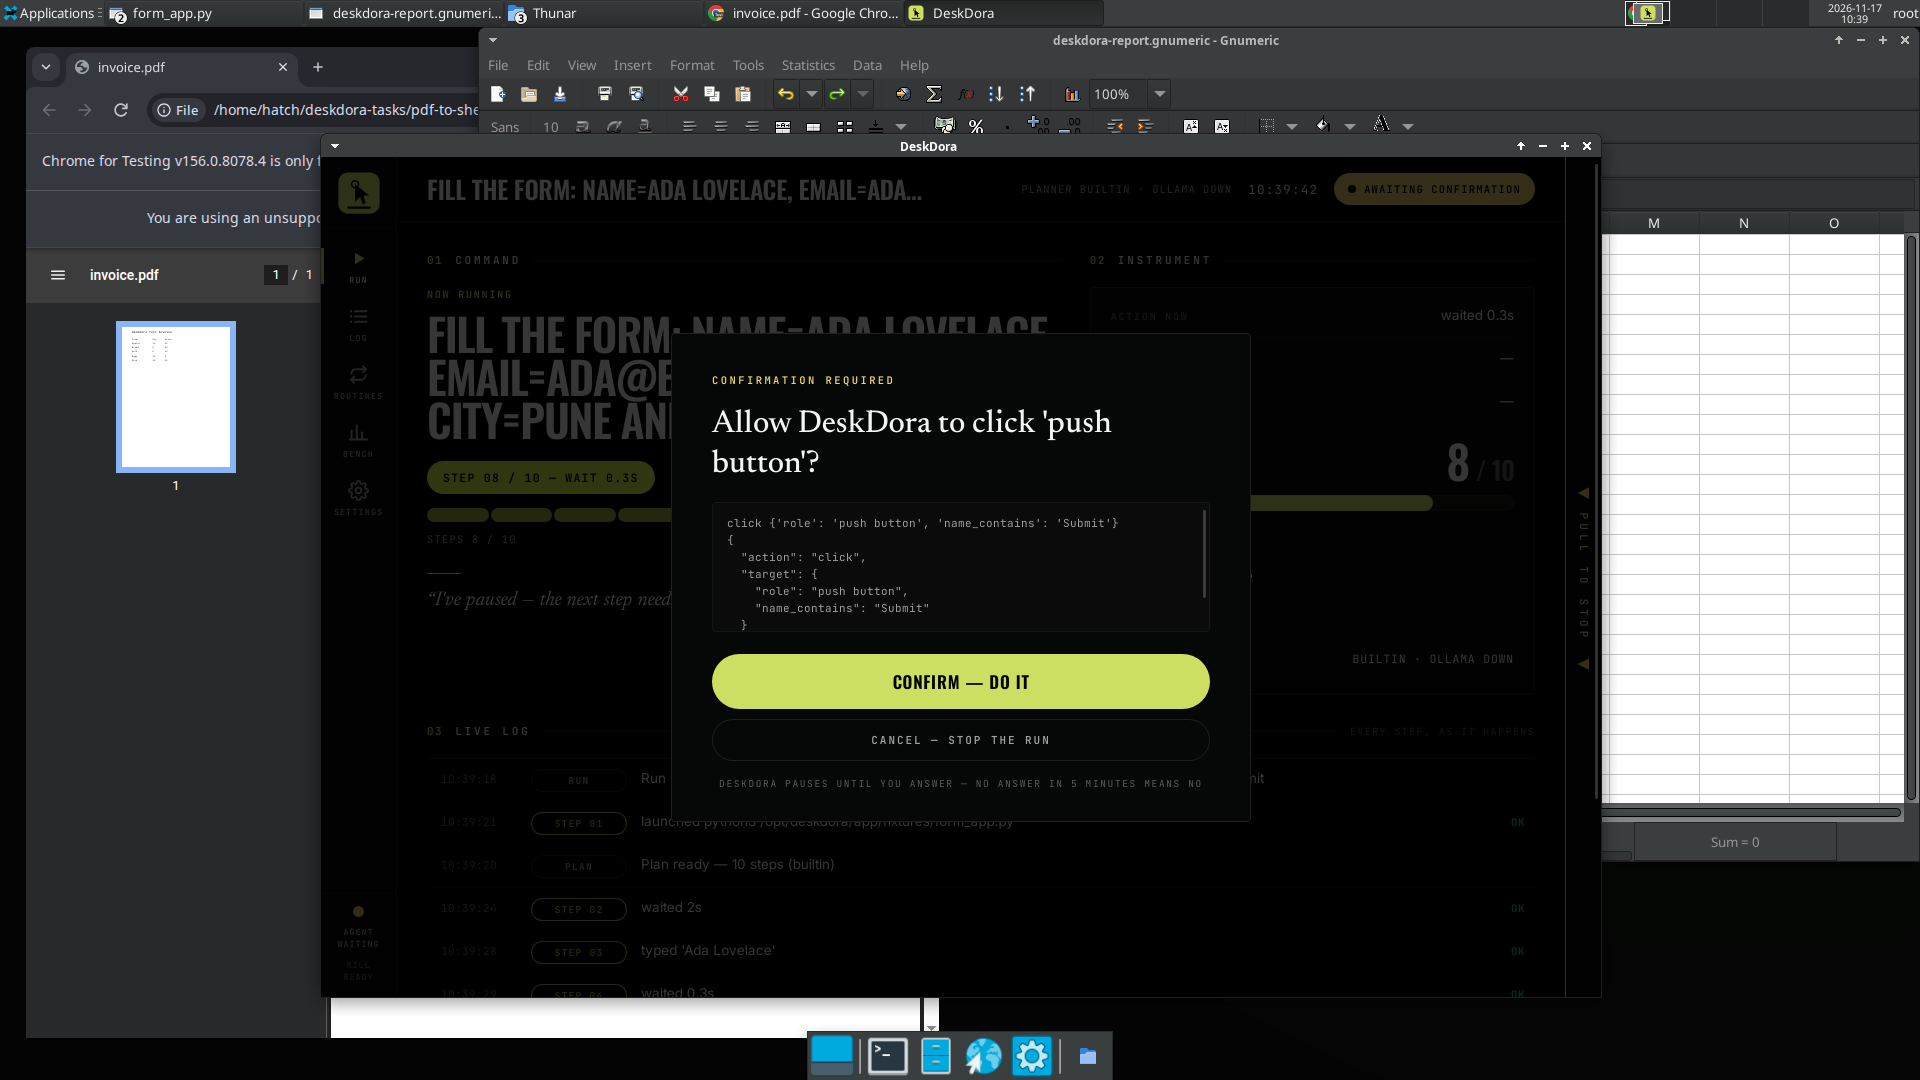 Applications
2 form_app.py
deskdora-report.gnumeri...
3 Thunar
invoice.pdf - Google Chro...
DeskDora
2026-11-17
10:39
root
deskdora-report.gnumeric - Gnumeric
invoice.pdf
File Edit View Insert Format Tools Statistics Data Help
File /home/hatch/deskdora-tasks/pdf-to-she
100%
Sans 10
DeskDora
Chrome for Testing v156.0.8078.4 is only f
You are using an unsuppo
invoice.pdf 1 / 1
1
M N O
Sum = 0
FILL THE FORM: NAME=ADA LOVELACE, EMAIL=ADA...
PLANNER BUILTIN · OLLAMA DOWN 10:39:42 AWAITING CONFIRMATION
RUN
LOG
ROUTINES
BENCH
SETTINGS
AGENT
WAITING
KILL
READY
01 COMMAND
NOW RUNNING
FILL THE FORM: NAME=ADA LOVELACE
EMAIL=ADA@E
CITY=PUNE AN
STEP 08 / 10 — WAIT 0.3S
STEPS 8 / 10
“I've paused — the next step need
02 INSTRUMENT
ACTION NOW waited 0.3s
—
—
8 / 10
BUILTIN · OLLAMA DOWN
PULL TO STOP
CONFIRMATION REQUIRED
Allow DeskDora to click 'push
button'?
click {'role': 'push button', 'name_contains': 'Submit'}
{
"action": "click",
"target": {
"role": "push button",
"name_contains": "Submit"
}
CONFIRM — DO IT
CANCEL — STOP THE RUN
DESKDORA PAUSES UNTIL YOU ANSWER — NO ANSWER IN 5 MINUTES MEANS NO
03 LIVE LOG EVERY STEP, AS IT HAPPENS
10:39:18 RUN Run
10:39:21 STEP 01 launched python3 /opt/deskdora/app/fixtures/form_app.py OK
10:39:20 PLAN Plan ready — 10 steps (builtin)
10:39:24 STEP 02 waited 2s OK
10:39:28 STEP 03 typed 'Ada Lovelace' OK
10:39:29 STEP 04 waited 0.3s OK